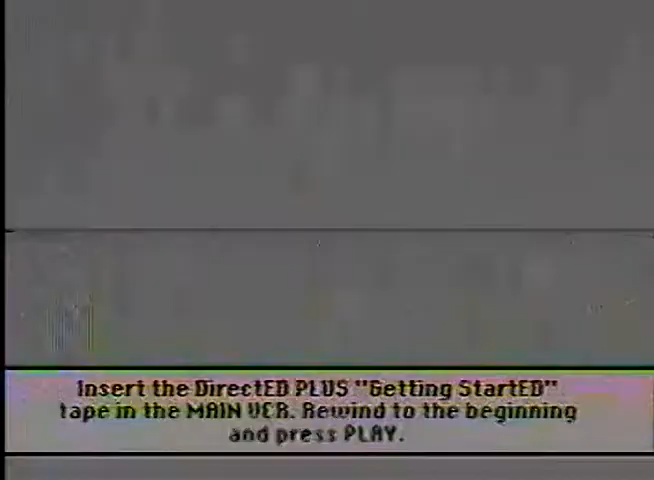 Insert the DirectED PLUS "Getting StartED"
tape in the MAIN VCR. Rewind to the beginning
and press PLAY.